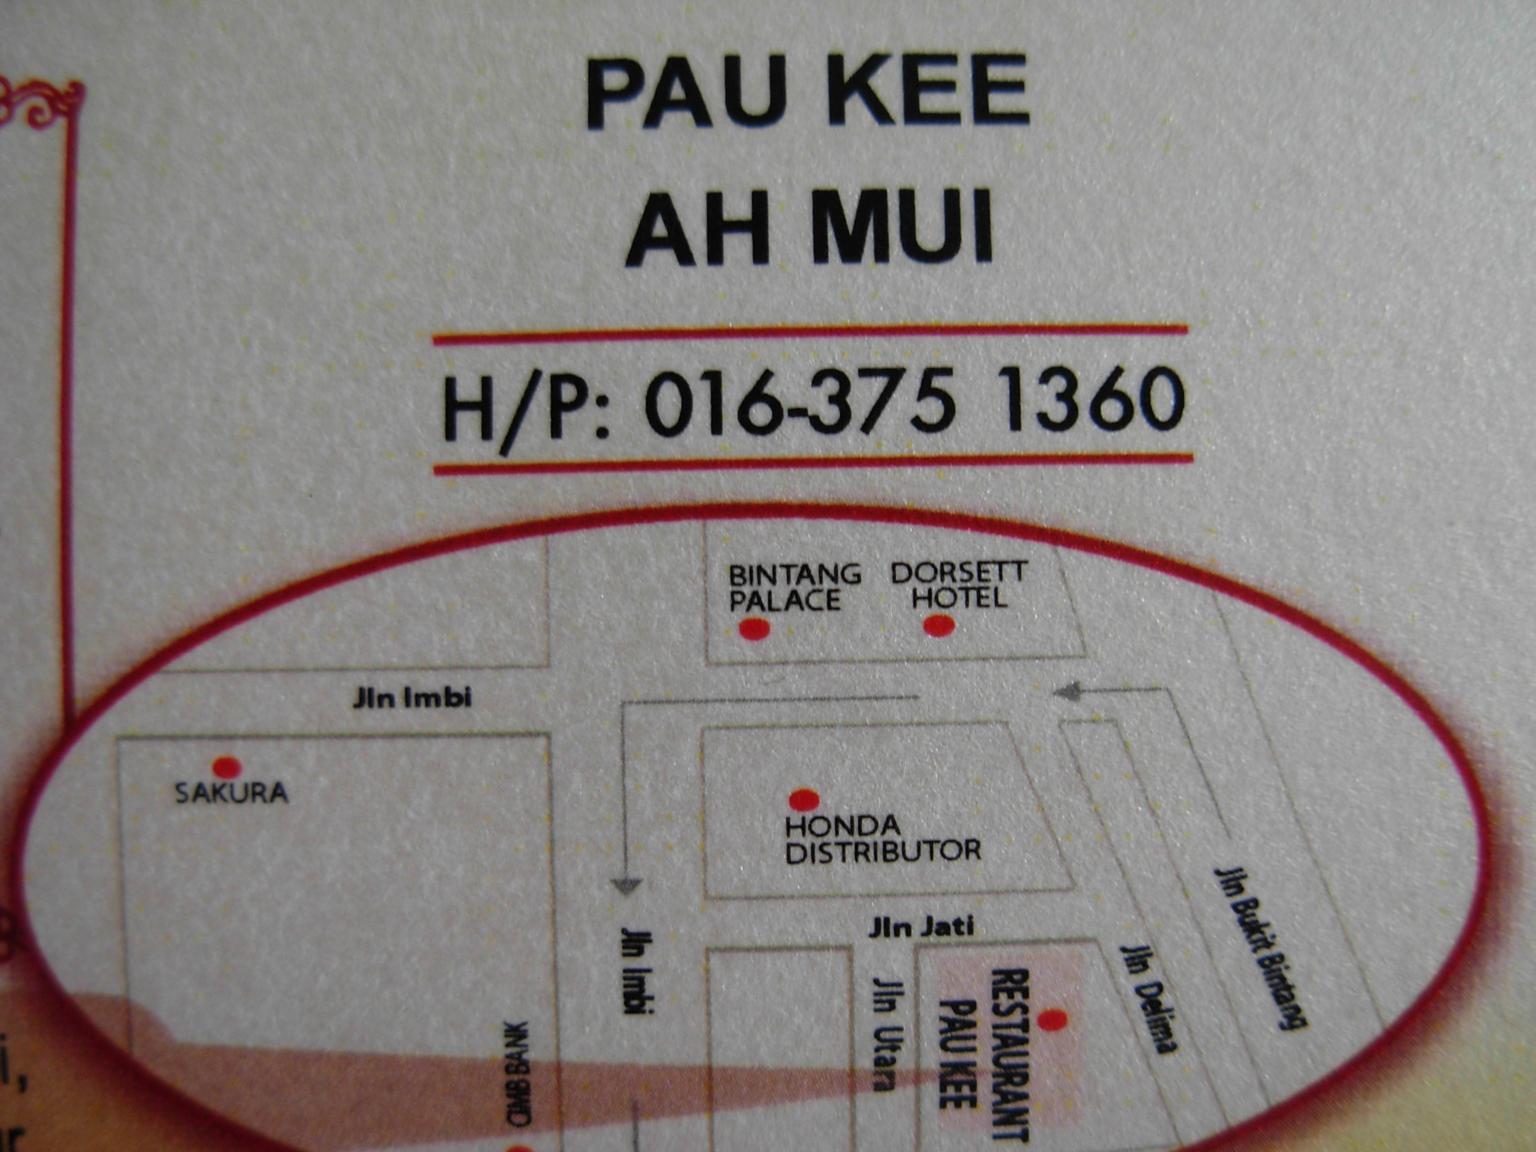 PAU KEE
AH MUI
H/P: 016-375 1360
BINTANG
PALACE
DORSETT
HOTEL
Jln Imbi
SAKURA
HONDA
DISTRIBUTOR
Jln Jati
Jln Imbi
Jln Utara
RESTAURANT
PAU KEE
Jln Delima
Jln Bukit Bintang
CIMB BANK